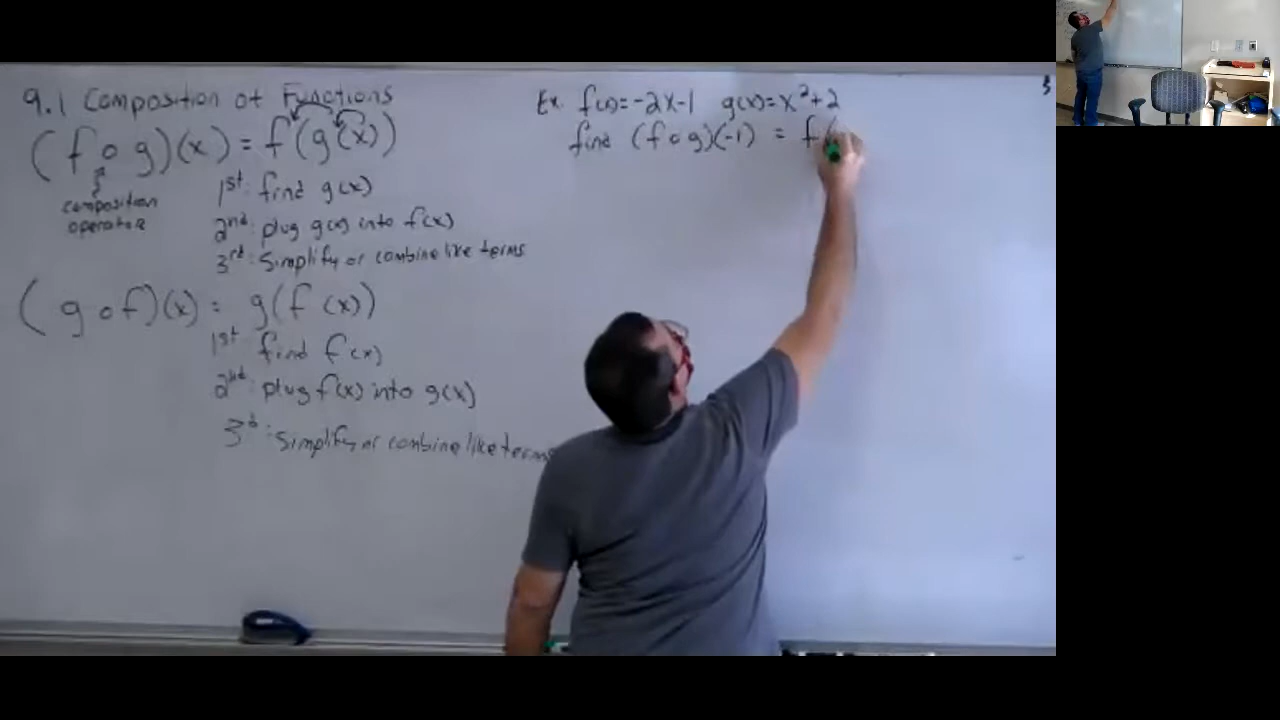 9.1 Composition of Functions
(f o g)(x) = f(g(x))
composition
operator
1st: find g(x)
2nd: plug g(x) into f(x)
3rd: Simplify or combine like terms
(g o f)(x) = g(f(x))
1st: find f(x)
2nd: plug f(x) into g(x)
3rd: Simplify or combine like terms
Ex. f(x)=-2x-1 g(x)=x²+2
find (f o g)(-1) = f(